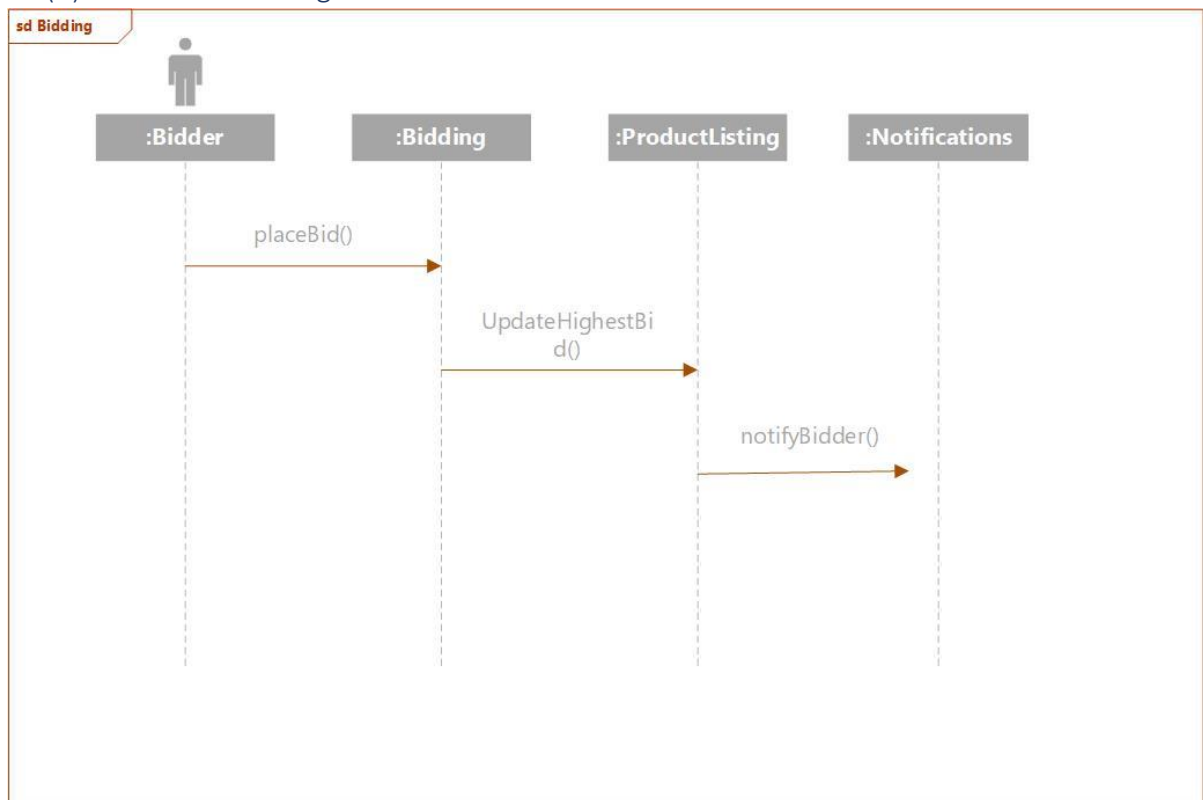 sd Bidding
:Bidder
:Bidding
:ProductListing
:Notifications
placeBid()
UpdateHighestBi
d()
notifyBidder()